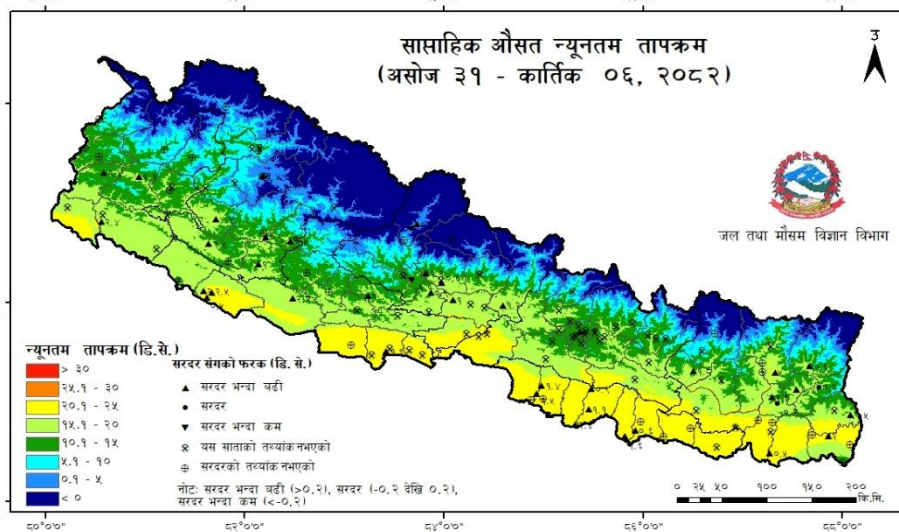 साप्ताहिक औसत न्यूनतम तापक्रम
(असोज ३१ - कार्तिक ०६, २०८२)
उ
जल तथा मौसम विज्ञान विभाग
न्यूनतम तापक्रम (डि.से.)
> ३०
२५.१ - ३०
२०.१ - २५
१५.१ - २०
१०.१ - १५
५.१ - १०
०.१ - ५
< ०
सरदर संगको फरक (डि. से.)
सरदर भन्दा बढी
सरदर
सरदर भन्दा कम
यस साताको तथ्यांक नभएको
सरदरको तथ्यांक नभएको
नोट: सरदर भन्दा बढी (>०.२), सरदर (-०.२ देखि ०.२),
सरदर भन्दा कम (<-०.२)
० २५ ५० १०० १५० २००
कि.मि.
८०°०'०" ८२°०'०" ८४°०'०" ८६°०'०" ८८°०'०"